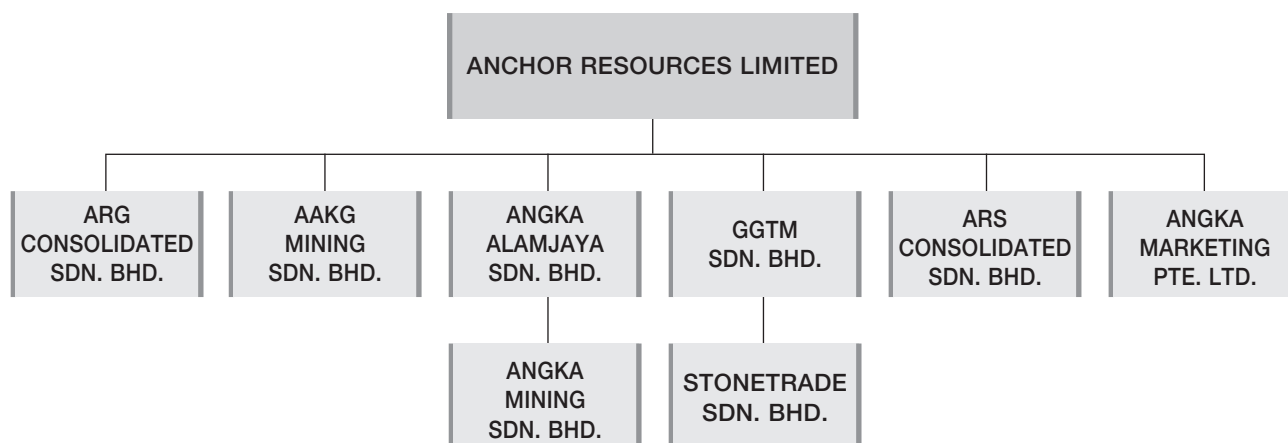 ANCHOR RESOURCES LIMITED
ARG
CONSOLIDATED
SDN. BHD.
AAKG
MINING
SDN. BHD.
ANGKA
ALAMJAYA
SDN. BHD.
GGTM
SDN. BHD.
ARS
CONSOLIDATED
SDN. BHD.
ANGKA
MARKETING
PTE. LTD.
ANGKA
MINING
SDN. BHD.
STONETRADE
SDN. BHD.